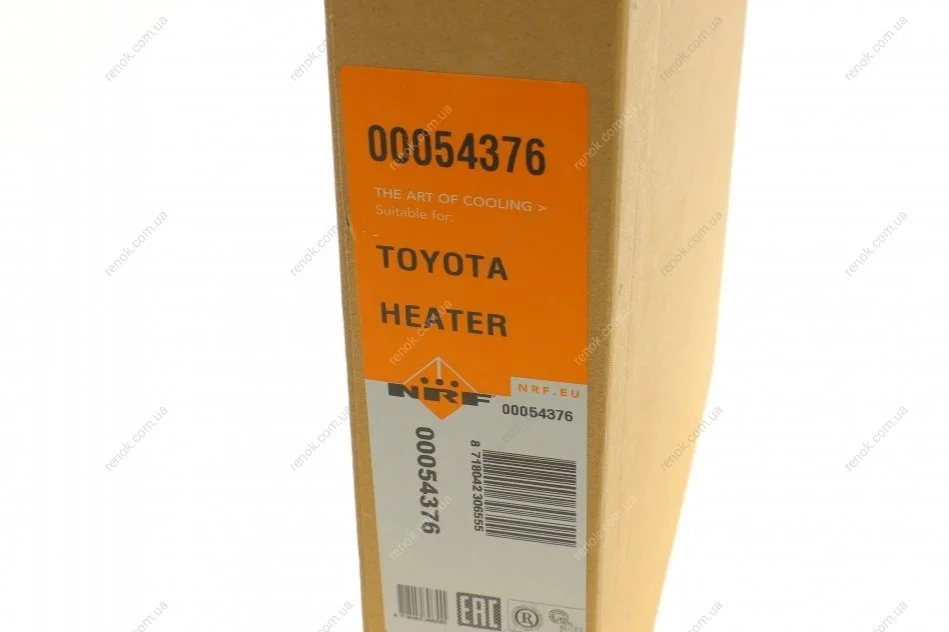 00054376
THE ART OF COOLING >
Suitable for:
TOYOTA
HEATER
NRF
NRF.EU
00054376
00054376
8 718042 306555
EAC
®
renok.com.ua